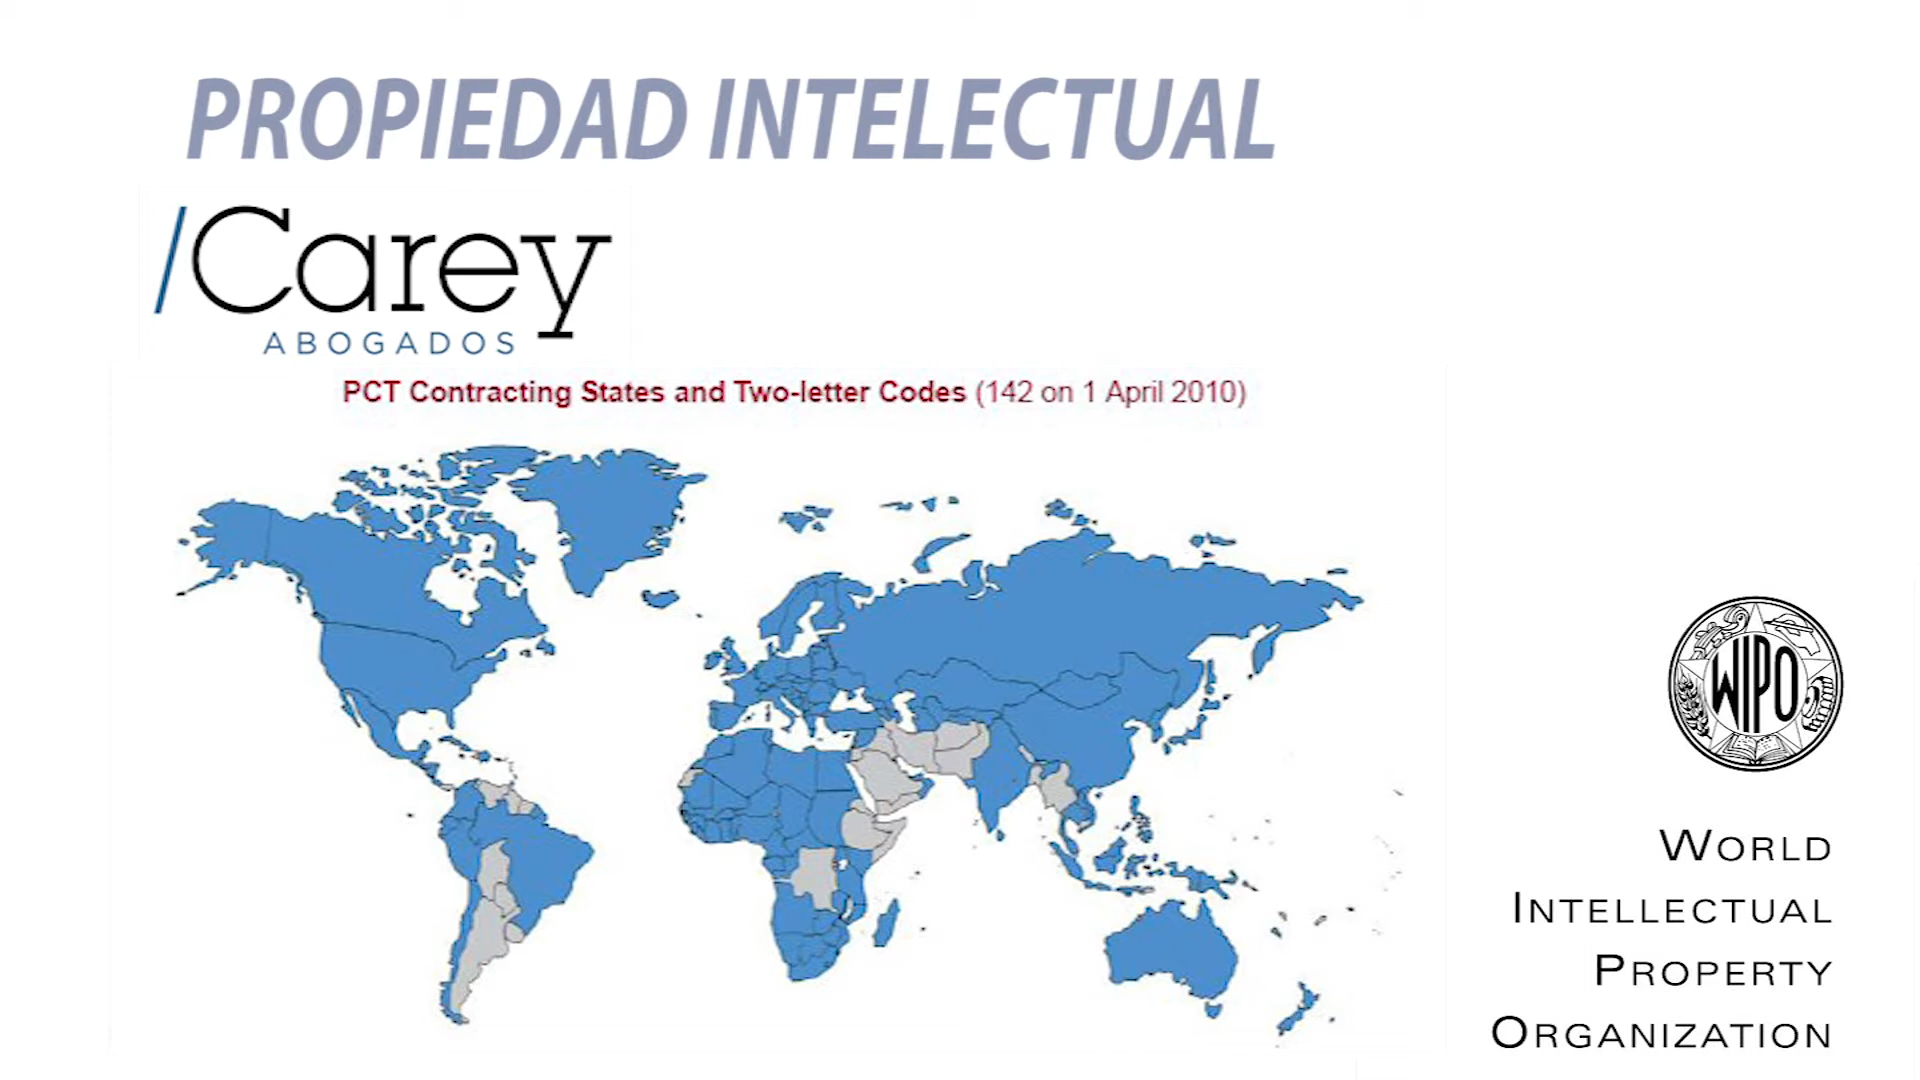 PROPIEDAD INTELECTUAL
/Carey
ABOGADOS
PCT Contracting States and Two-letter Codes (142 on 1 April 2010)
WIPO
WORLD
INTELLECTUAL
PROPERTY
ORGANIZATION